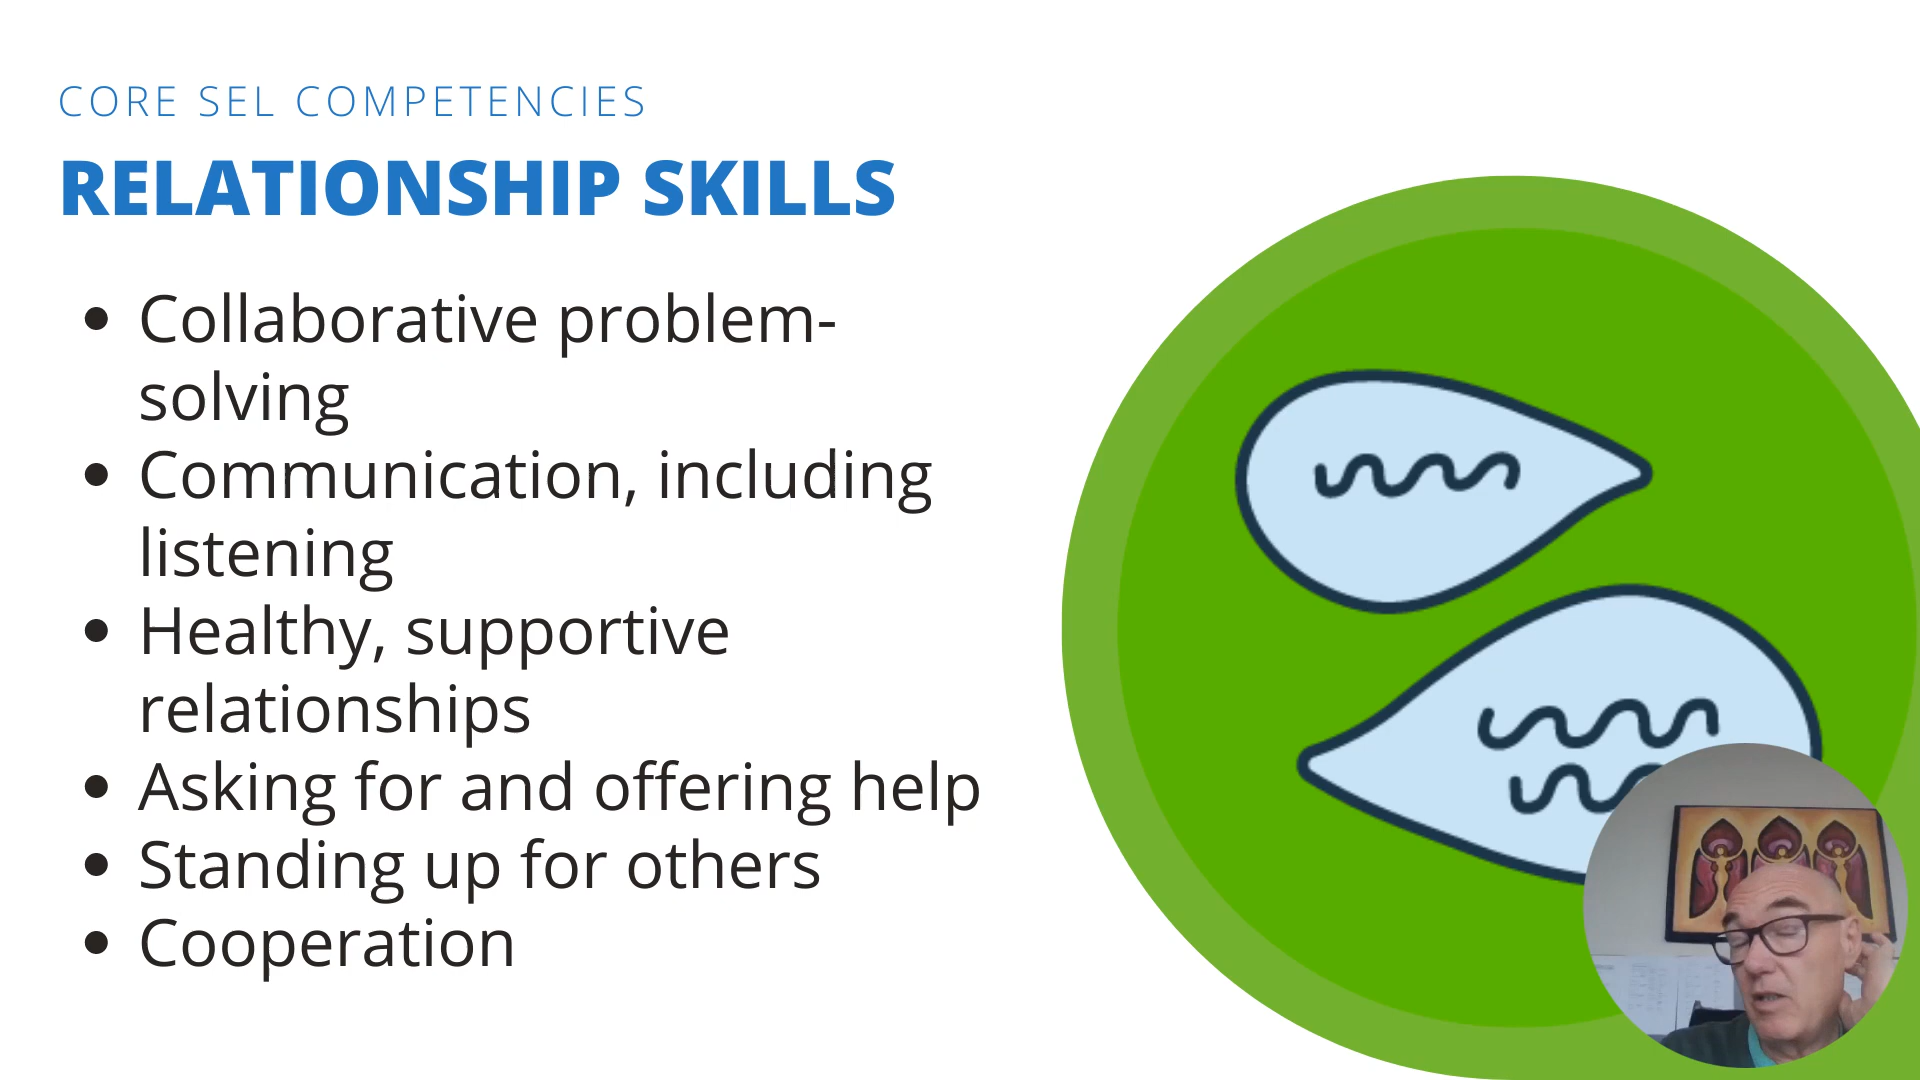 CORE SEL COMPETENCIES
RELATIONSHIP SKILLS
• Collaborative problem-
solving
• Communication, including
listening
• Healthy, supportive
relationships
• Asking for and offering help
• Standing up for others
• Cooperation